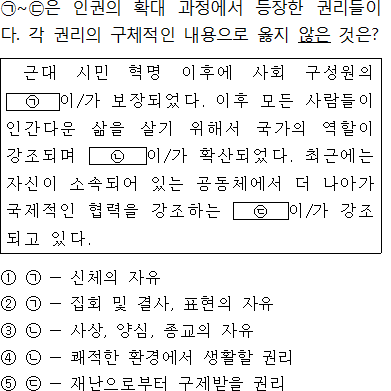 ㉠~㉢은 인권의 확대 과정에서 등장한 권리들이
다. 각 권리의 구체적인 내용으로 옳지 않은 것은?
근대 시민 혁명 이후에 사회 구성원의
㉠이/가 보장되었다. 이후 모든 사람들이
인간다운 삶을 살기 위해서 국가의 역할이
강조되며 ㉡이/가 확산되었다. 최근에는
자신이 소속되어 있는 공동체에서 더 나아가
국제적인 협력을 강조하는 ㉢이/가 강조
되고 있다.
① ㉠ - 신체의 자유
② ㉠ - 집회 및 결사, 표현의 자유
③ ㉡ - 사상, 양심, 종교의 자유
④ ㉡ - 쾌적한 환경에서 생활할 권리
⑤ ㉢ - 재난으로부터 구제받을 권리